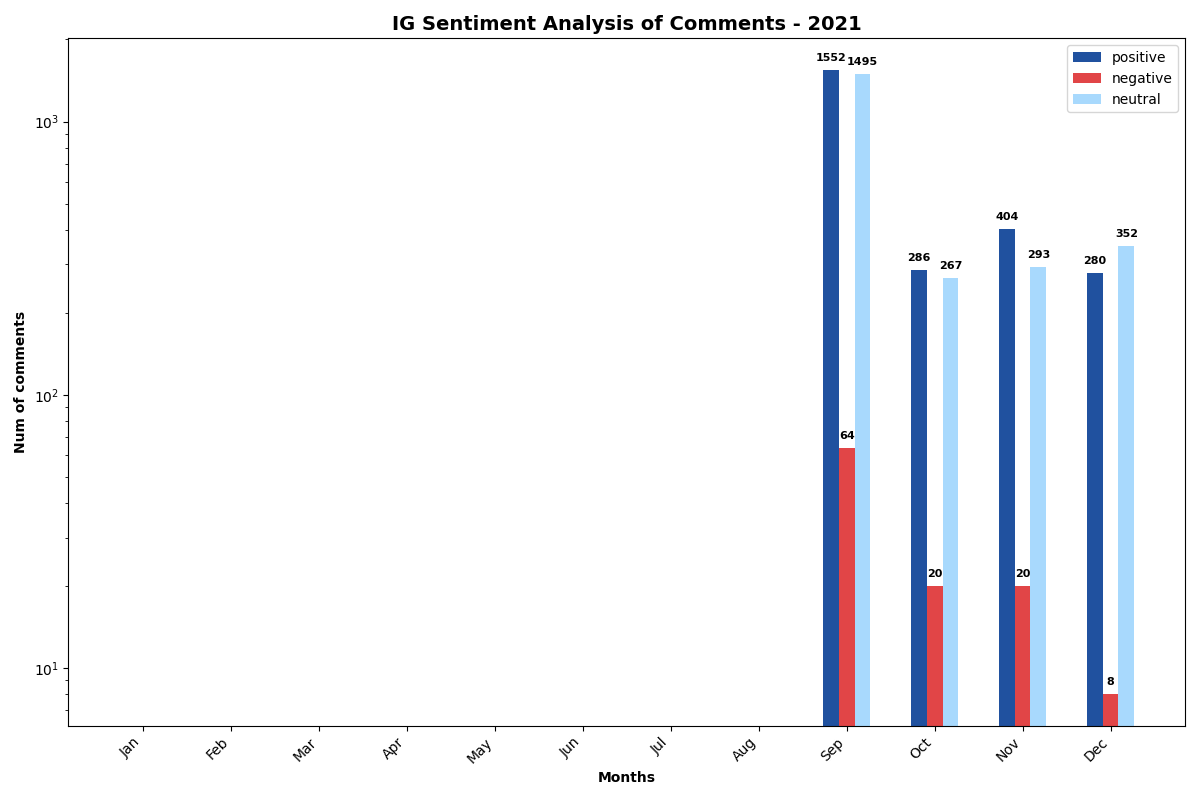 IG Sentiment Analysis of Comments - 2021
positive
negative
neutral
1552
1495
64
286
267
20
404
293
20
280
352
8
10³
10²
10¹
Num of comments
Jan
Feb
Mar
Apr
May
Jun
Jul
Aug
Sep
Oct
Nov
Dec
Months